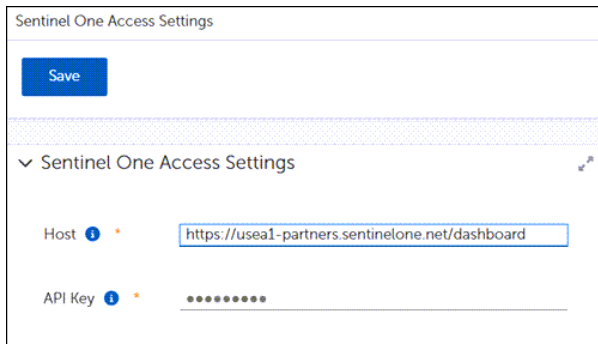 Sentinel One Access Settings
Save
Sentinel One Access Settings
Host i *
https://usea1-partners.sentinelone.net/dashboard
API Key i *
●●●●●●●●●